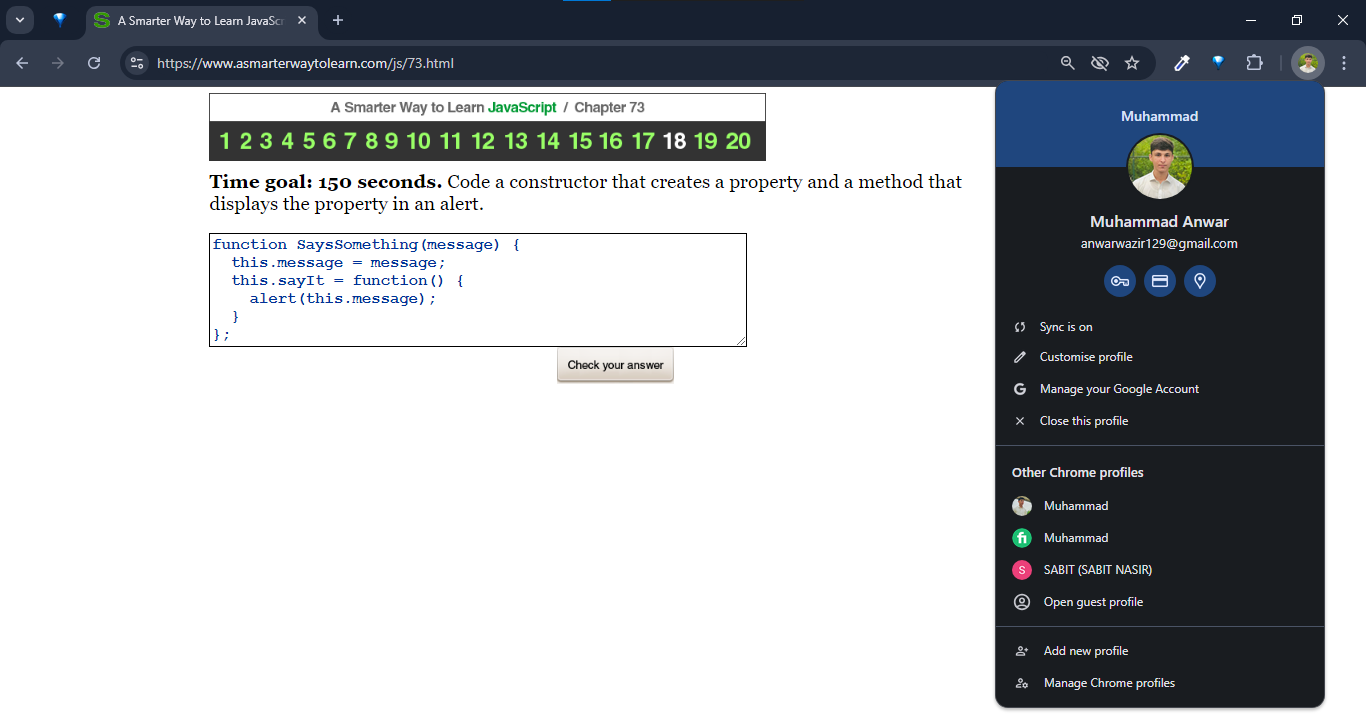 A Smarter Way to Learn JavaSc
https://www.asmarterwaytolearn.com/js/73.html
A Smarter Way to Learn JavaScript / Chapter 73
1 2 3 4 5 6 7 8 9 10 11 12 13 14 15 16 17 18 19 20
Time goal: 150 seconds. Code a constructor that creates a property and a method that
displays the property in an alert.
function SaysSomething(message) {
  this.message = message;
  this.sayIt = function() {
    alert(this.message);
  }
};
Check your answer
Muhammad
Muhammad Anwar
anwarwazir129@gmail.com
Sync is on
Customise profile
G Manage your Google Account
Close this profile
Other Chrome profiles
Muhammad
fi Muhammad
S SABIT (SABIT NASIR)
Open guest profile
Add new profile
Manage Chrome profiles